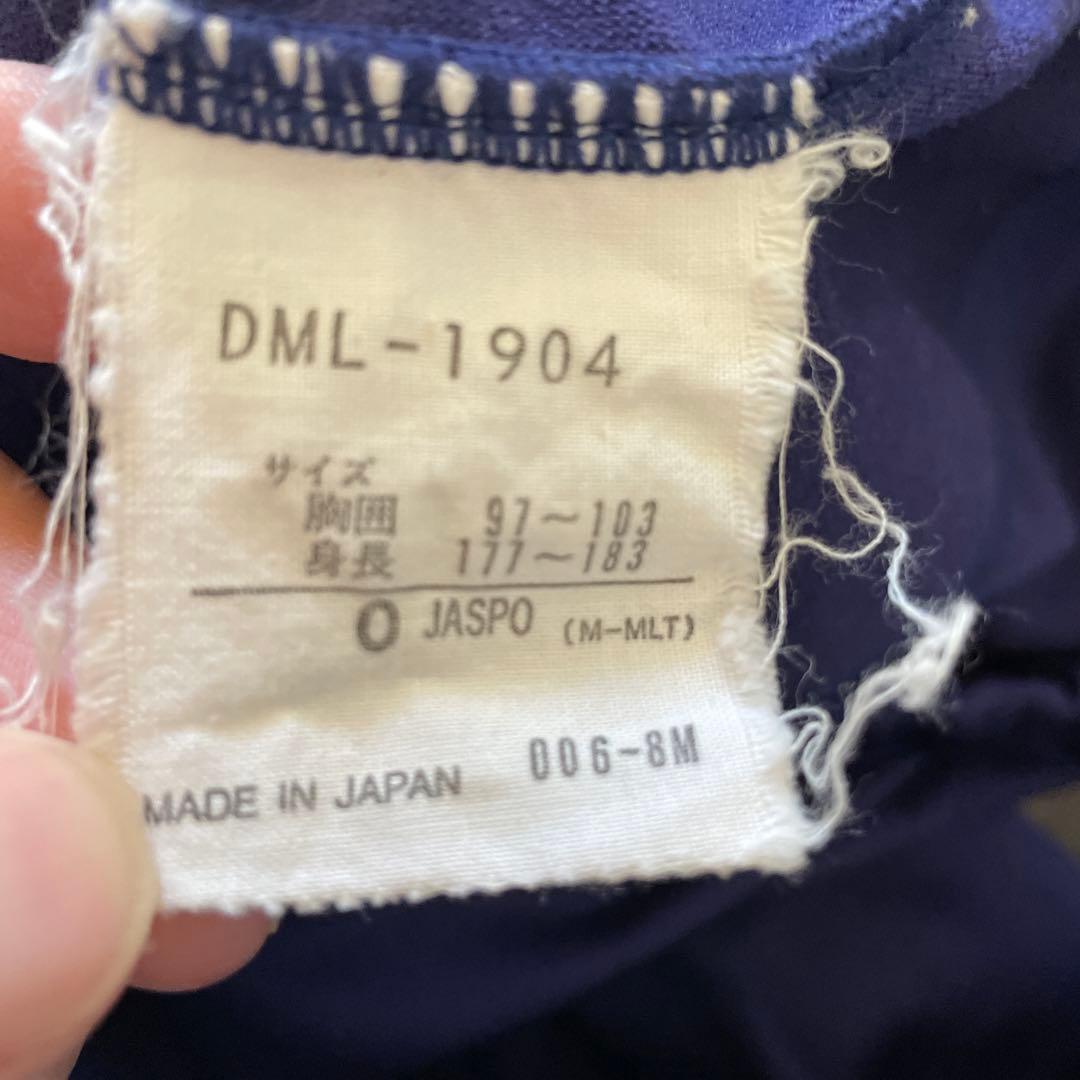 DML-1904
サイズ
胸囲 97～103
身長 177～183
O JASPO (M-MLT)
006-8M
MADE IN JAPAN